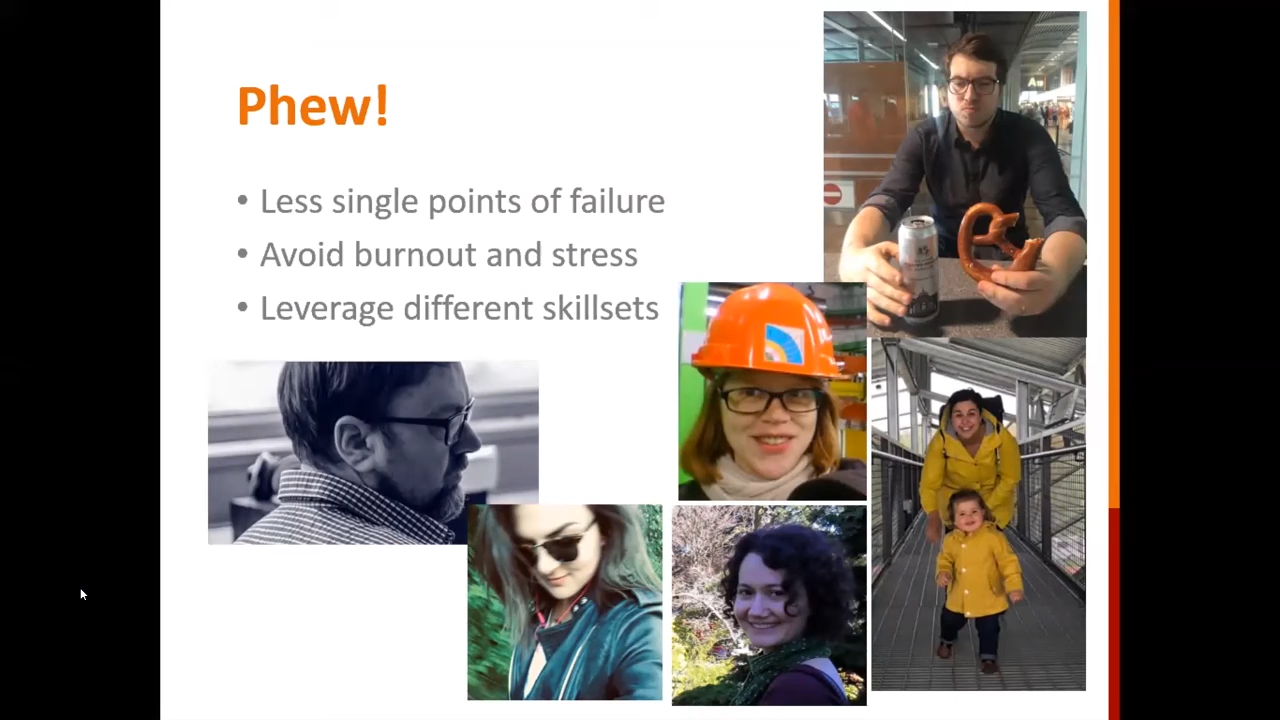 Phew!
• Less single points of failure
• Avoid burnout and stress
• Leverage different skillsets